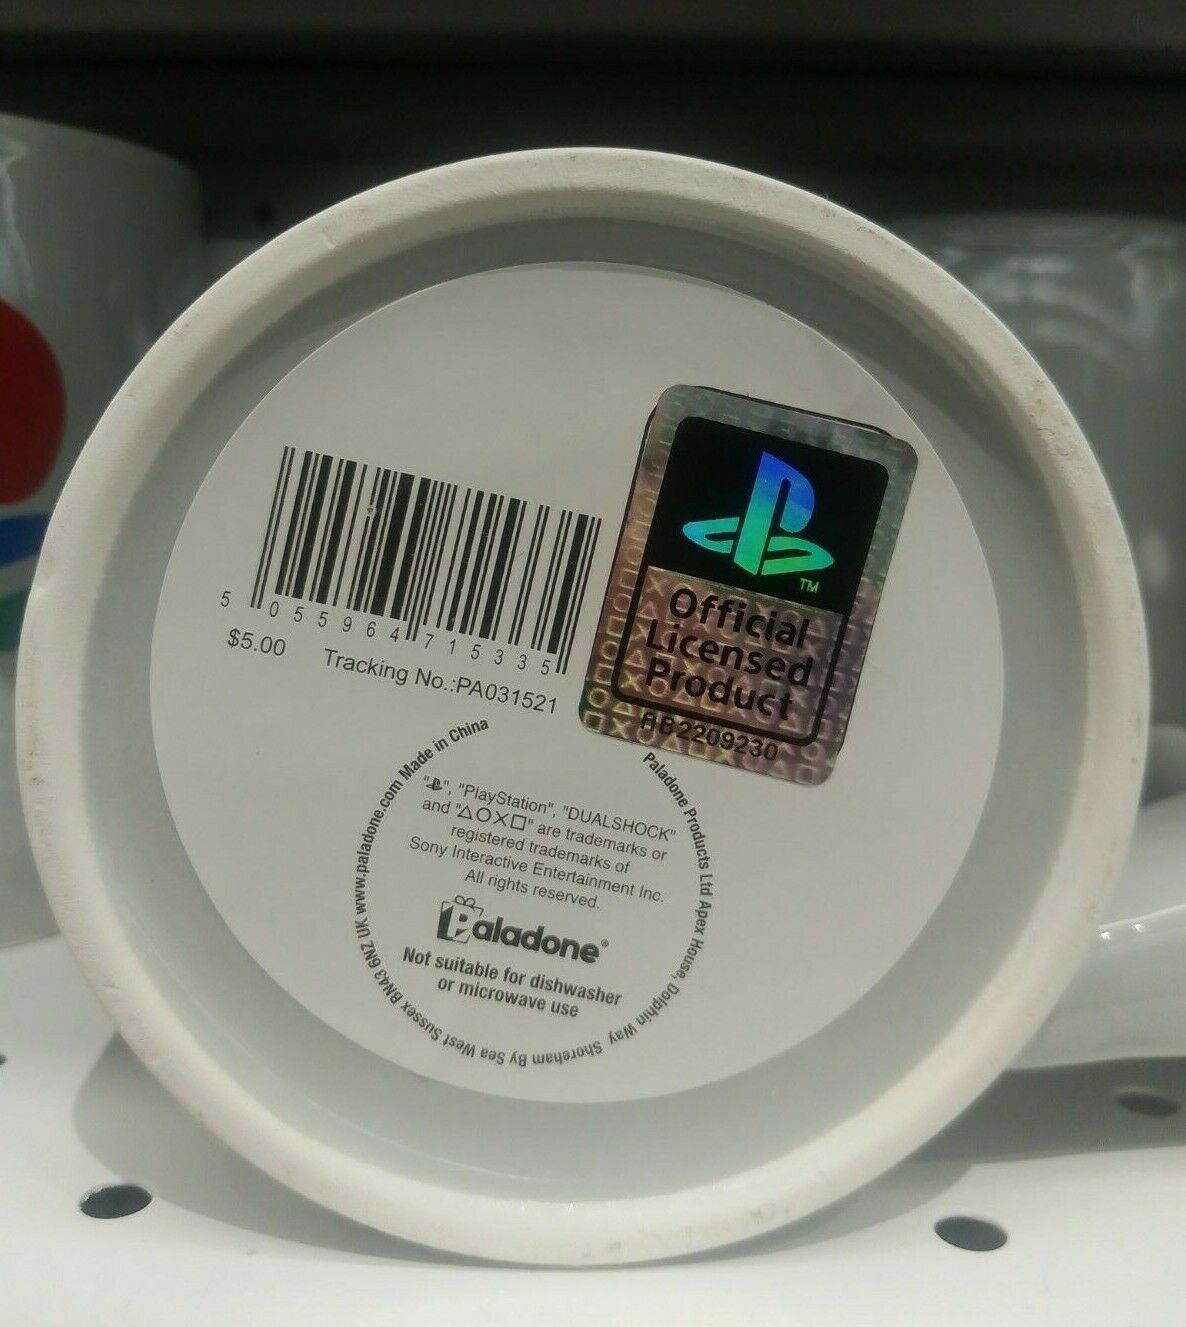 5 055964 715335
$5.00
Tracking No.:PA031521
TM
Official
Licensed
Product
AB2209230
Paladone Products Ltd Apex House, Dolphin Way Shoreham By Sea West Sussex BN43 6NZ UK www.paladone.com Made in China
"", "PlayStation", "DUALSHOCK"
and "△○X□" are trademarks or
registered trademarks of
Sony Interactive Entertainment Inc.
All rights reserved.
Paladone®
Not suitable for dishwasher
or microwave use